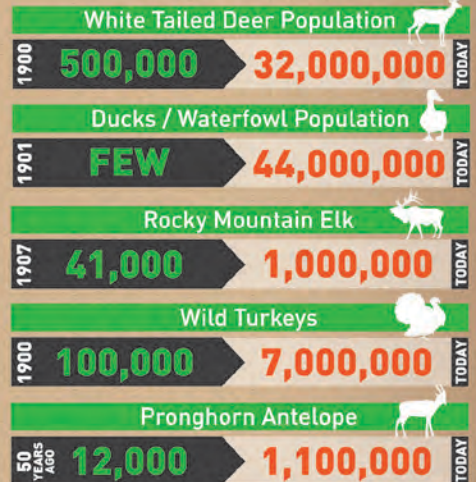 White Tailed Deer Population
1900 500,000 32,000,000 TODAY
Ducks / Waterfowl Population
1901 FEW 44,000,000 TODAY
Rocky Mountain Elk
1907 41,000 1,000,000 TODAY
Wild Turkeys
1900 100,000 7,000,000 TODAY
Pronghorn Antelope
50 YEARS AGO 12,000 1,100,000 TODAY